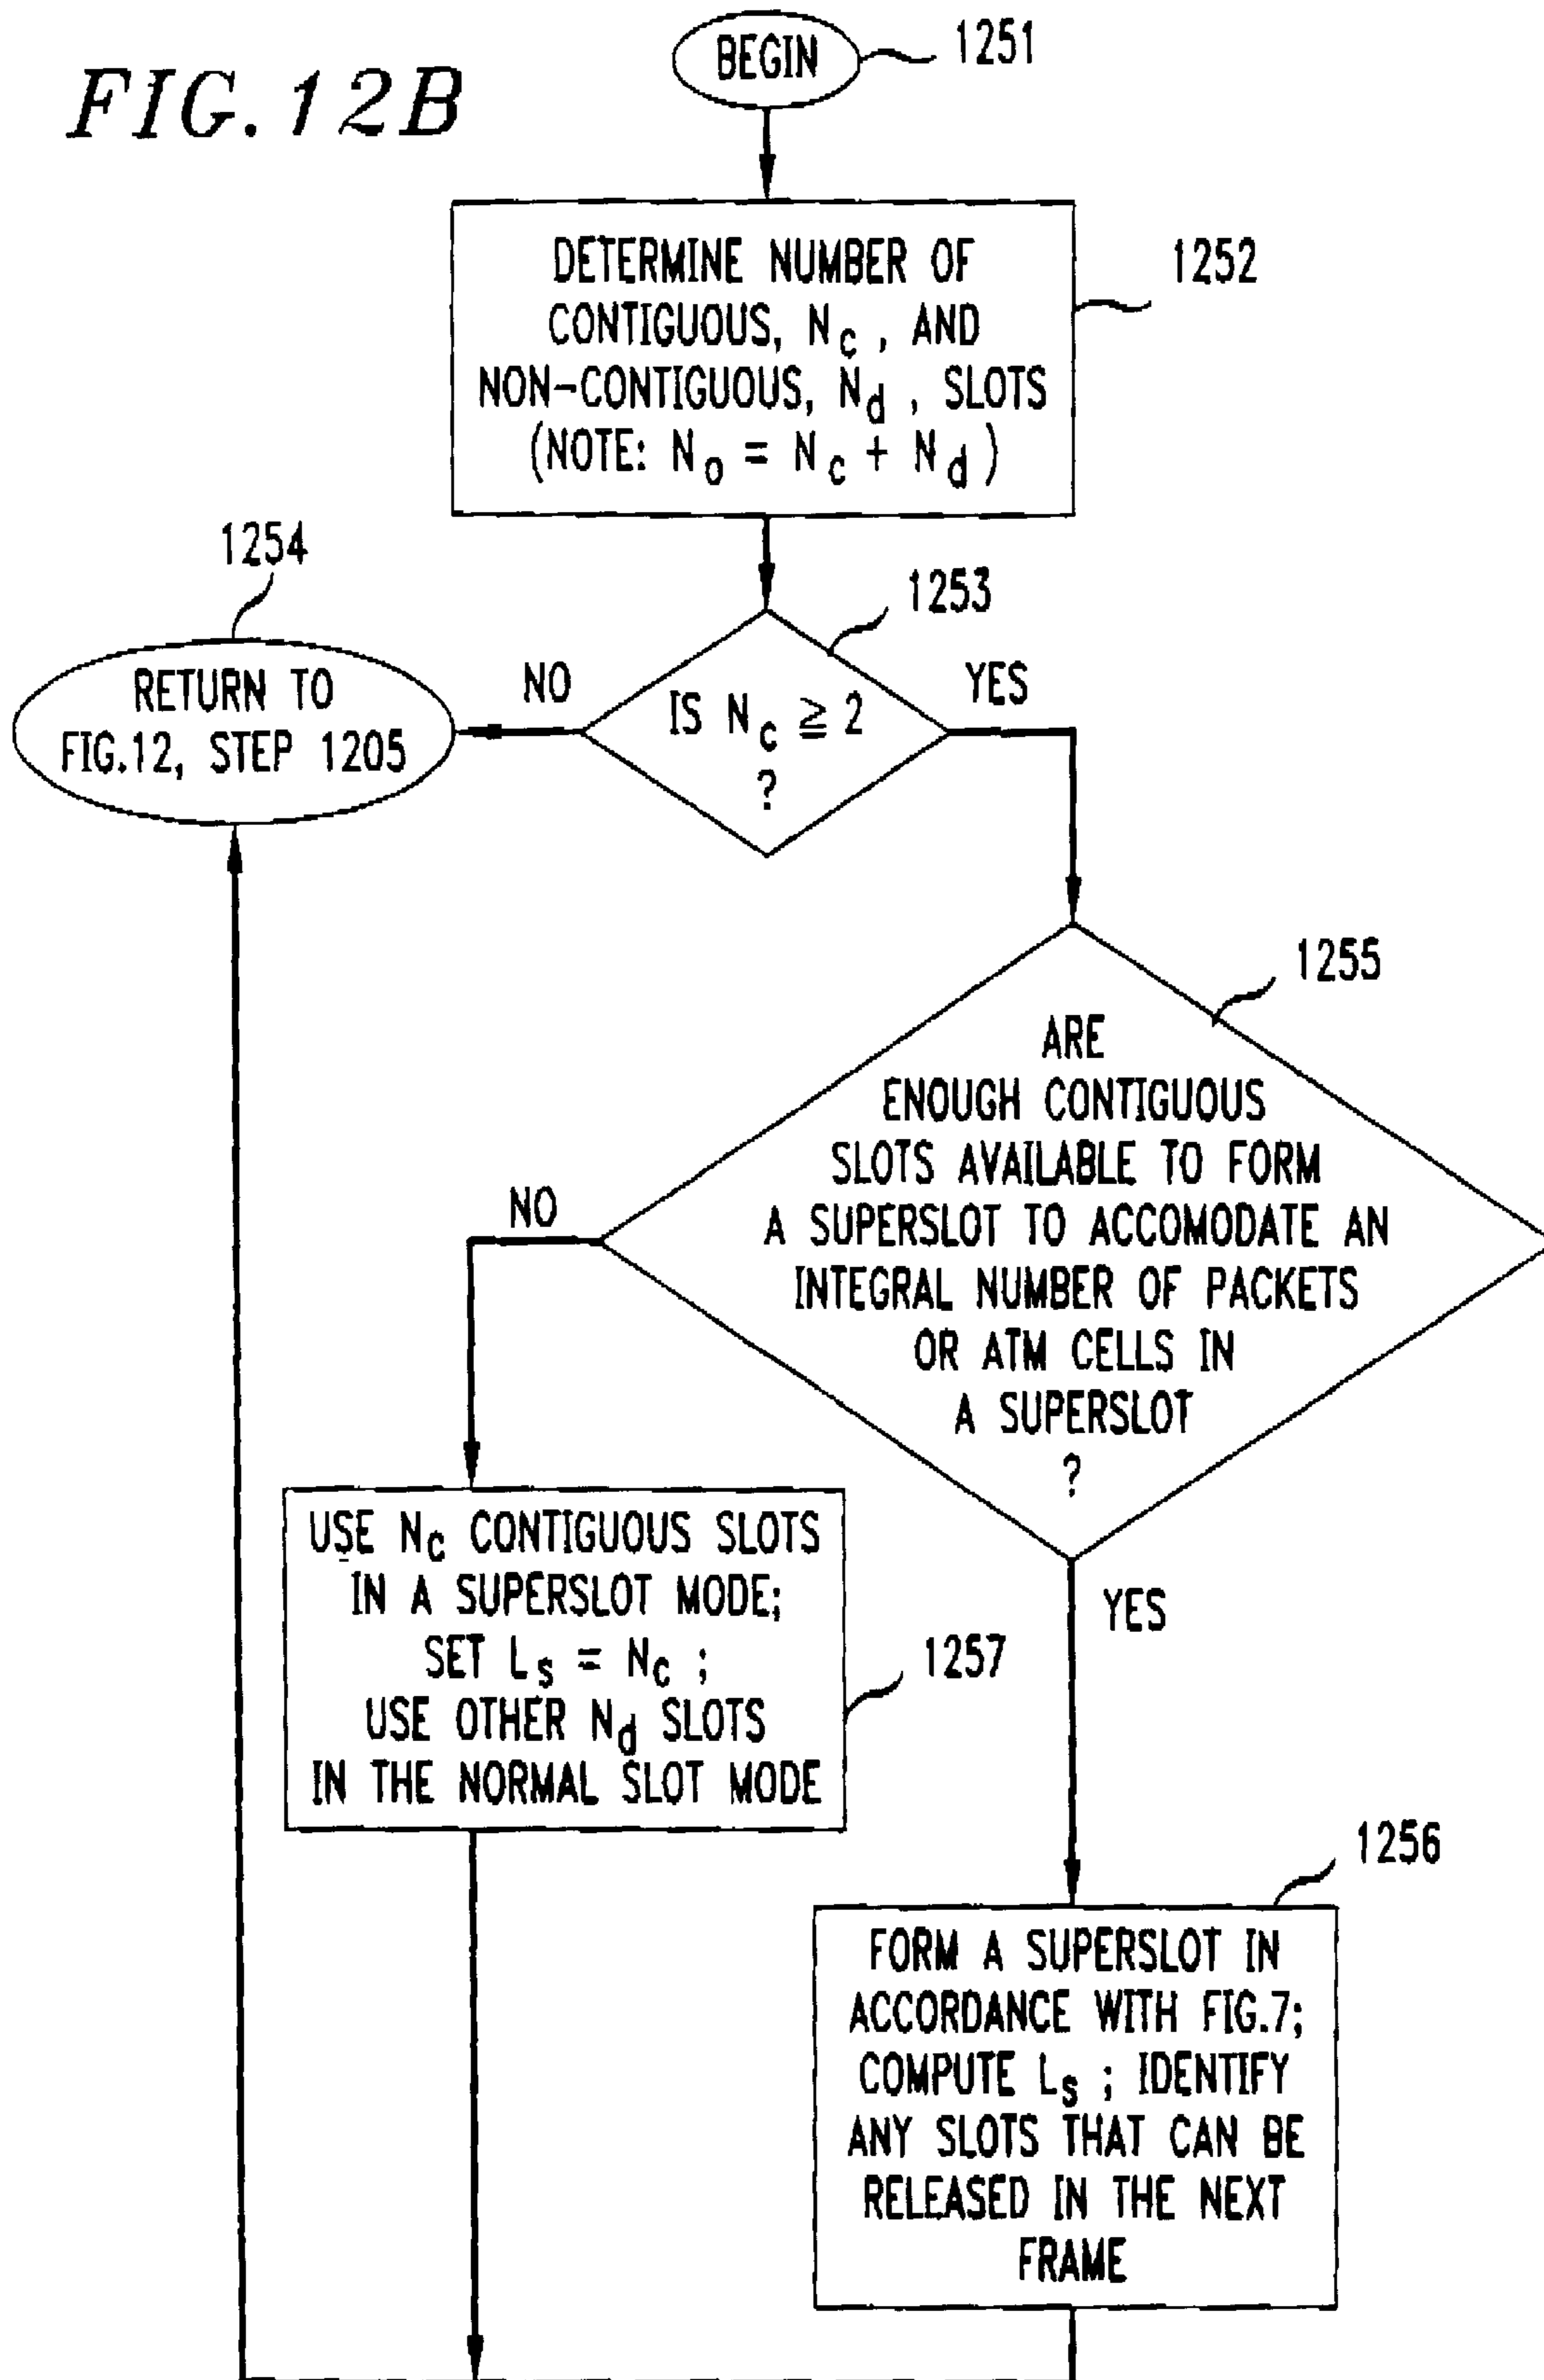 FIG. 12B
BEGIN
1251
DETERMINE NUMBER OF
CONTIGUOUS, Nc , AND
NON-CONTIGUOUS, Nd , SLOTS
(NOTE: No = Nc + Nd )
1252
1254
1253
RETURN TO
FIG.12, STEP 1205
NO
IS Nc ≧ 2
?
YES
1255
ARE
ENOUGH CONTIGUOUS
SLOTS AVAILABLE TO FORM
A SUPERSLOT TO ACCOMODATE AN
INTEGRAL NUMBER OF PACKETS
OR ATM CELLS IN
A SUPERSLOT
?
NO
YES
USE Nc CONTIGUOUS SLOTS
IN A SUPERSLOT MODE;
SET Ls = Nc ;
USE OTHER Nd SLOTS
IN THE NORMAL SLOT MODE
1257
1256
FORM A SUPERSLOT IN
ACCORDANCE WITH FIG.7;
COMPUTE Ls ; IDENTIFY
ANY SLOTS THAT CAN BE
RELEASED IN THE NEXT
FRAME